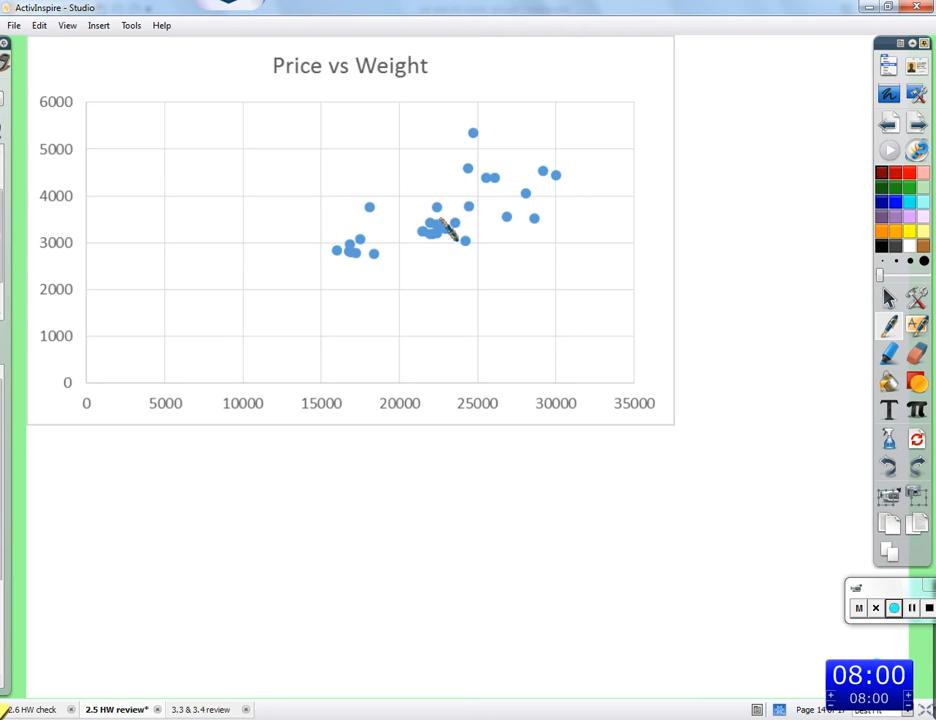 ActivInspire - Studio
File Edit View Insert Tools Help
Price vs Weight
6000
5000
4000
3000
2000
1000
0
0 5000 10000 15000 20000 25000 30000 35000
M
08:00
08:00
2.6 HW check 2.5 HW review* 3.3 & 3.4 review Page 14 of 17 Best Fit